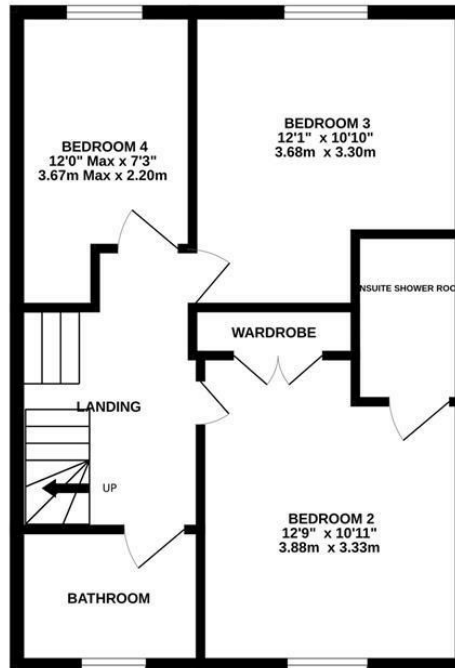 BEDROOM 4
12'0" Max x 7'3"
3.67m Max x 2.20m
BEDROOM 3
12'1" x 10'10"
3.68m x 3.30m
NSUITE SHOWER ROO
WARDROBE
LANDING
UP
BEDROOM 2
12'9" x 10'11"
3.88m x 3.33m
BATHROOM